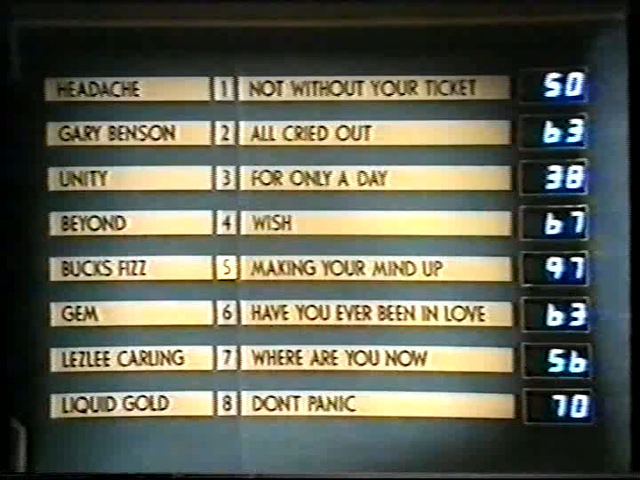 HEADACHE 1 NOT WITHOUT YOUR TICKET 50
GARY BENSON 2 ALL CRIED OUT 63
UNITY 3 FOR ONLY A DAY 38
BEYOND 4 WISH 67
BUCKS FIZZ 5 MAKING YOUR MIND UP 97
GEM 6 HAVE YOU EVER BEEN IN LOVE 63
LEZLEE CARLING 7 WHERE ARE YOU NOW 56
LIQUID GOLD 8 DONT PANIC 70